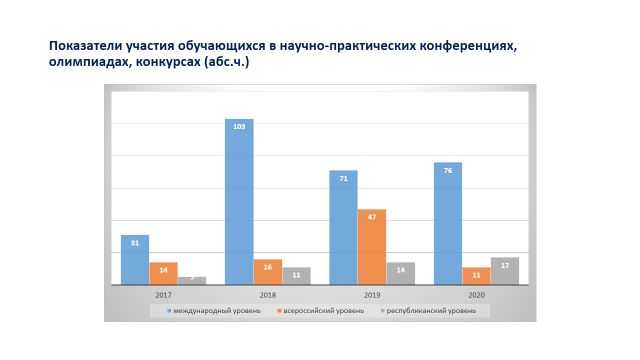 Показатели участия обучающихся в научно-практических конференциях,
олимпиадах, конкурсах (абс.ч.)
103
71
76
47
31
14
16
11
14
11
17
2017 2018 2019 2020
международный уровень всероссийский уровень республиканский уровень